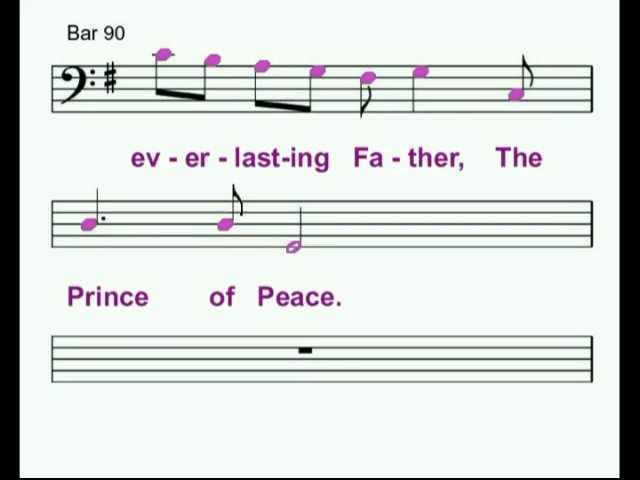 Bar 90
ev - er - last-ing Fa - ther, The
Prince of Peace.